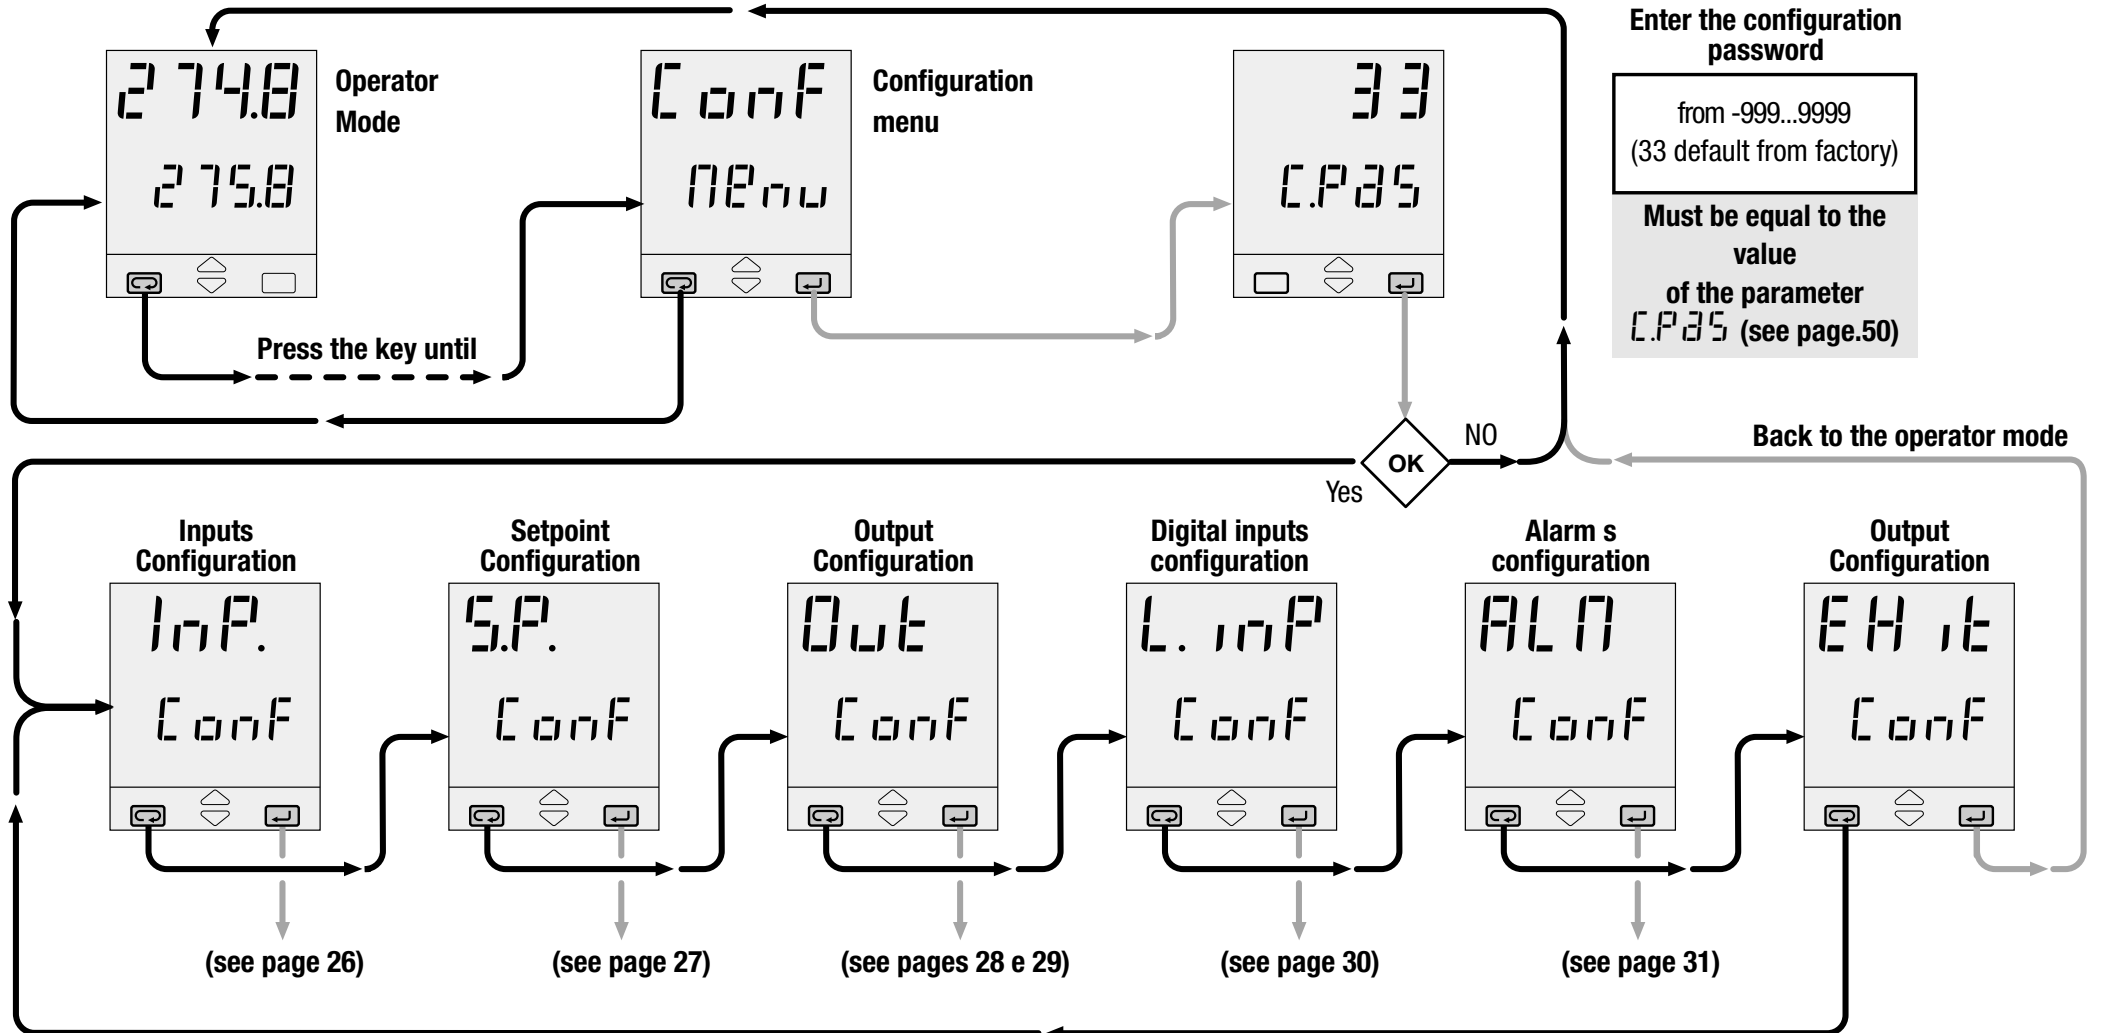 Enter the configuration
password
from -999...9999
(33 default from factory)
Must be equal to the
value
of the parameter
C.PaS (see page.50)
274.8
275.8
Operator
Mode
ConF
MEnu
Configuration
menu
33
C.PaS
Press the key until
OK
NO
Yes
Back to the operator mode
Inputs
Configuration
InP.
ConF
(see page 26)
Setpoint
Configuration
S.P.
ConF
(see page 27)
Output
Configuration
Out
ConF
(see pages 28 e 29)
Digital inputs
configuration
L. inP
ConF
(see page 30)
Alarm s
configuration
ALM
ConF
(see page 31)
Output
Configuration
EHit
ConF